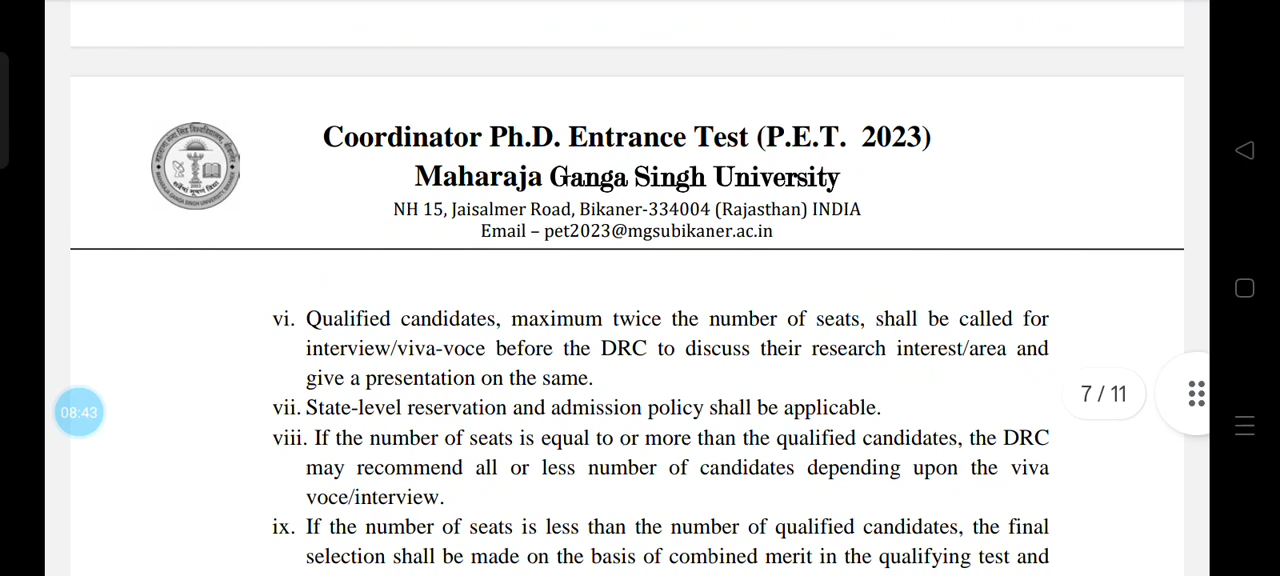 Coordinator Ph.D. Entrance Test (P.E.T. 2023)
Maharaja Ganga Singh University
NH 15, Jaisalmer Road, Bikaner-334004 (Rajasthan) INDIA
Email – pet2023@mgsubikaner.ac.in
vi. Qualified candidates, maximum twice the number of seats, shall be called for
interview/viva-voce before the DRC to discuss their research interest/area and
give a presentation on the same.
7 / 11
vii. State-level reservation and admission policy shall be applicable.
08:43
viii. If the number of seats is equal to or more than the qualified candidates, the DRC
may recommend all or less number of candidates depending upon the viva
voce/interview.
ix. If the number of seats is less than the number of qualified candidates, the final
selection shall be made on the basis of combined merit in the qualifying test and